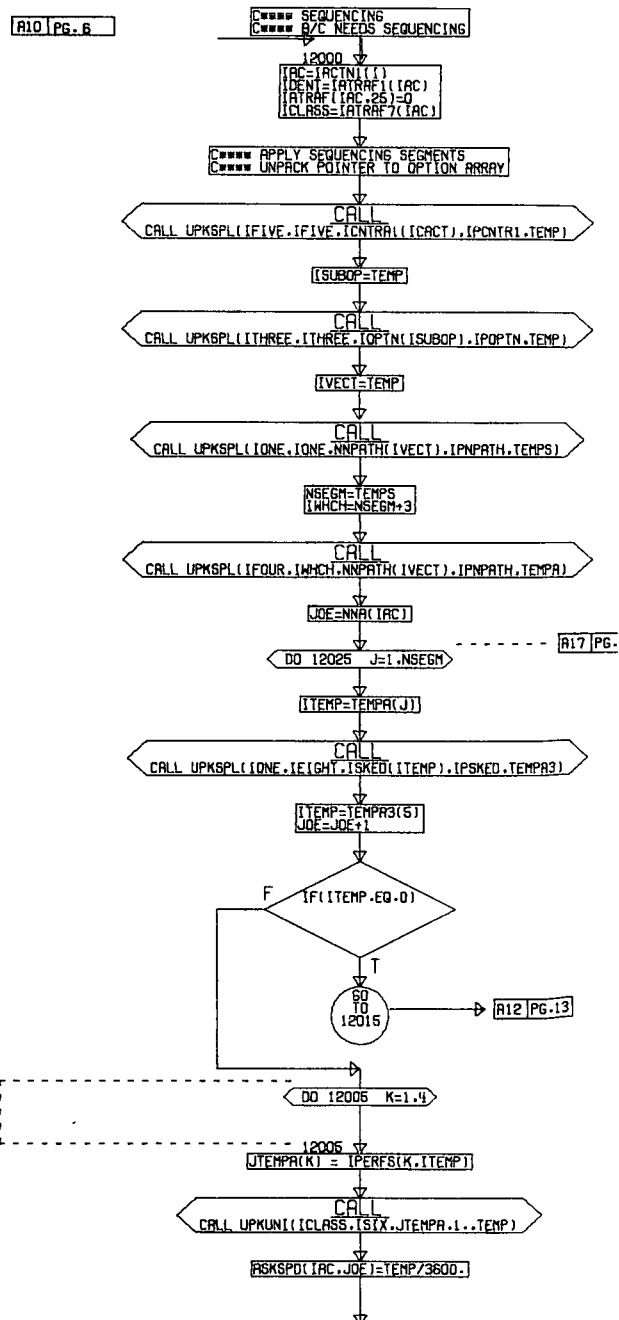 A10 PG. 6
C**** SEQUENCING
C**** A/C NEEDS SEQUENCING
12000
IAC=IACTN1(I)
IDENT=IATRAF1(IAC)
IATRAF(IAC,25)=0
ICLASS=IATRAF7(IAC)
C**** APPLY SEQUENCING SEGMENTS
C**** UNPACK POINTER TO OPTION ARRAY
CALL
CALL UPKSPL(IFIVE,IFIVE,ICNTRA1(ICACT),IPCNTR1,TEMP)
ISUBOP=TEMP
CALL
CALL UPKSPL(ITHREE,ITHREE,IOPTN(ISUBOP),IPOPTN,TEMP)
IVECT=TEMP
CALL
CALL UPKSPL(IONE,IONE,NNPATH(IVECT),IPNPATH,TEMPS)
NSEGM=TEMPS
IWHCH=NSEGM+3
CALL
CALL UPKSPL(IFOUR,IWHCH,NNPATH(IVECT),IPNPATH,TEMPA)
JOE=NNA(IAC)
A17 PG.
DO 12025 J=1,NSEGM
ITEMP=TEMPA(J)
CALL
CALL UPKSPL(IONE,IEIGHT,ISKED(ITEMP),IPSKED,TEMPA3)
ITEMP=TEMPA3(5)
JOE=JOE+1
F
IF(ITEMP.EQ.0)
T
GO
TO
12015
A12 PG.13
DO 12005 K=1,4
12005
JTEMPA(K) = IPERFS(K,ITEMP)
CALL
CALL UPKUNI(ICLASS,ISIX,JTEMPA,1.,TEMP)
ASKSPD(IAC,JOE)=TEMP/3600.